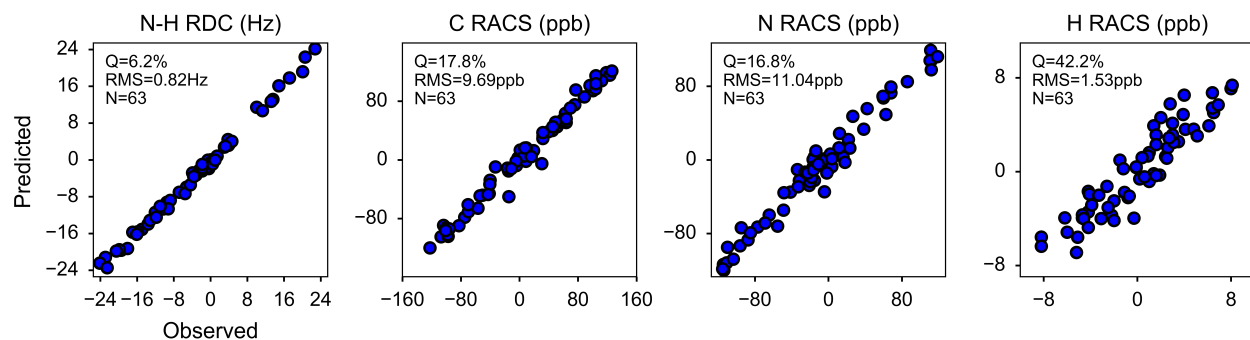 N-H RDC (Hz)
C RACS (ppb)
N RACS (ppb)
H RACS (ppb)
Predicted
24
16
8
0
−8
−16
−24
Q=6.2%
RMS=0.82Hz
N=63
−24 −16 −8 0 8 16 24
Observed
80
0
−80
Q=17.8%
RMS=9.69ppb
N=63
−160 −80 0 80 160
80
0
−80
Q=16.8%
RMS=11.04ppb
N=63
−80 0 80
8
0
−8
Q=42.2%
RMS=1.53ppb
N=63
−8 0 8